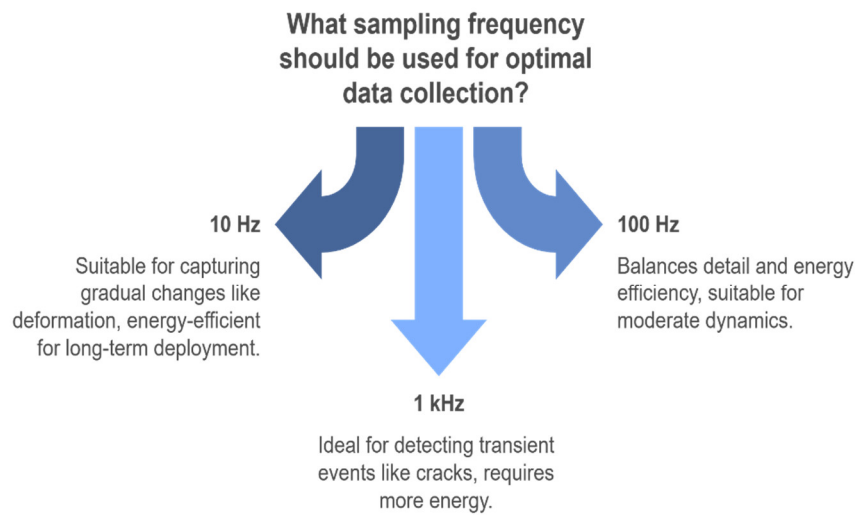 What sampling frequency
should be used for optimal
data collection?
10 Hz
Suitable for capturing
gradual changes like
deformation, energy-efficient
for long-term deployment.
100 Hz
Balances detail and energy
efficiency, suitable for
moderate dynamics.
1 kHz
Ideal for detecting transient
events like cracks, requires
more energy.